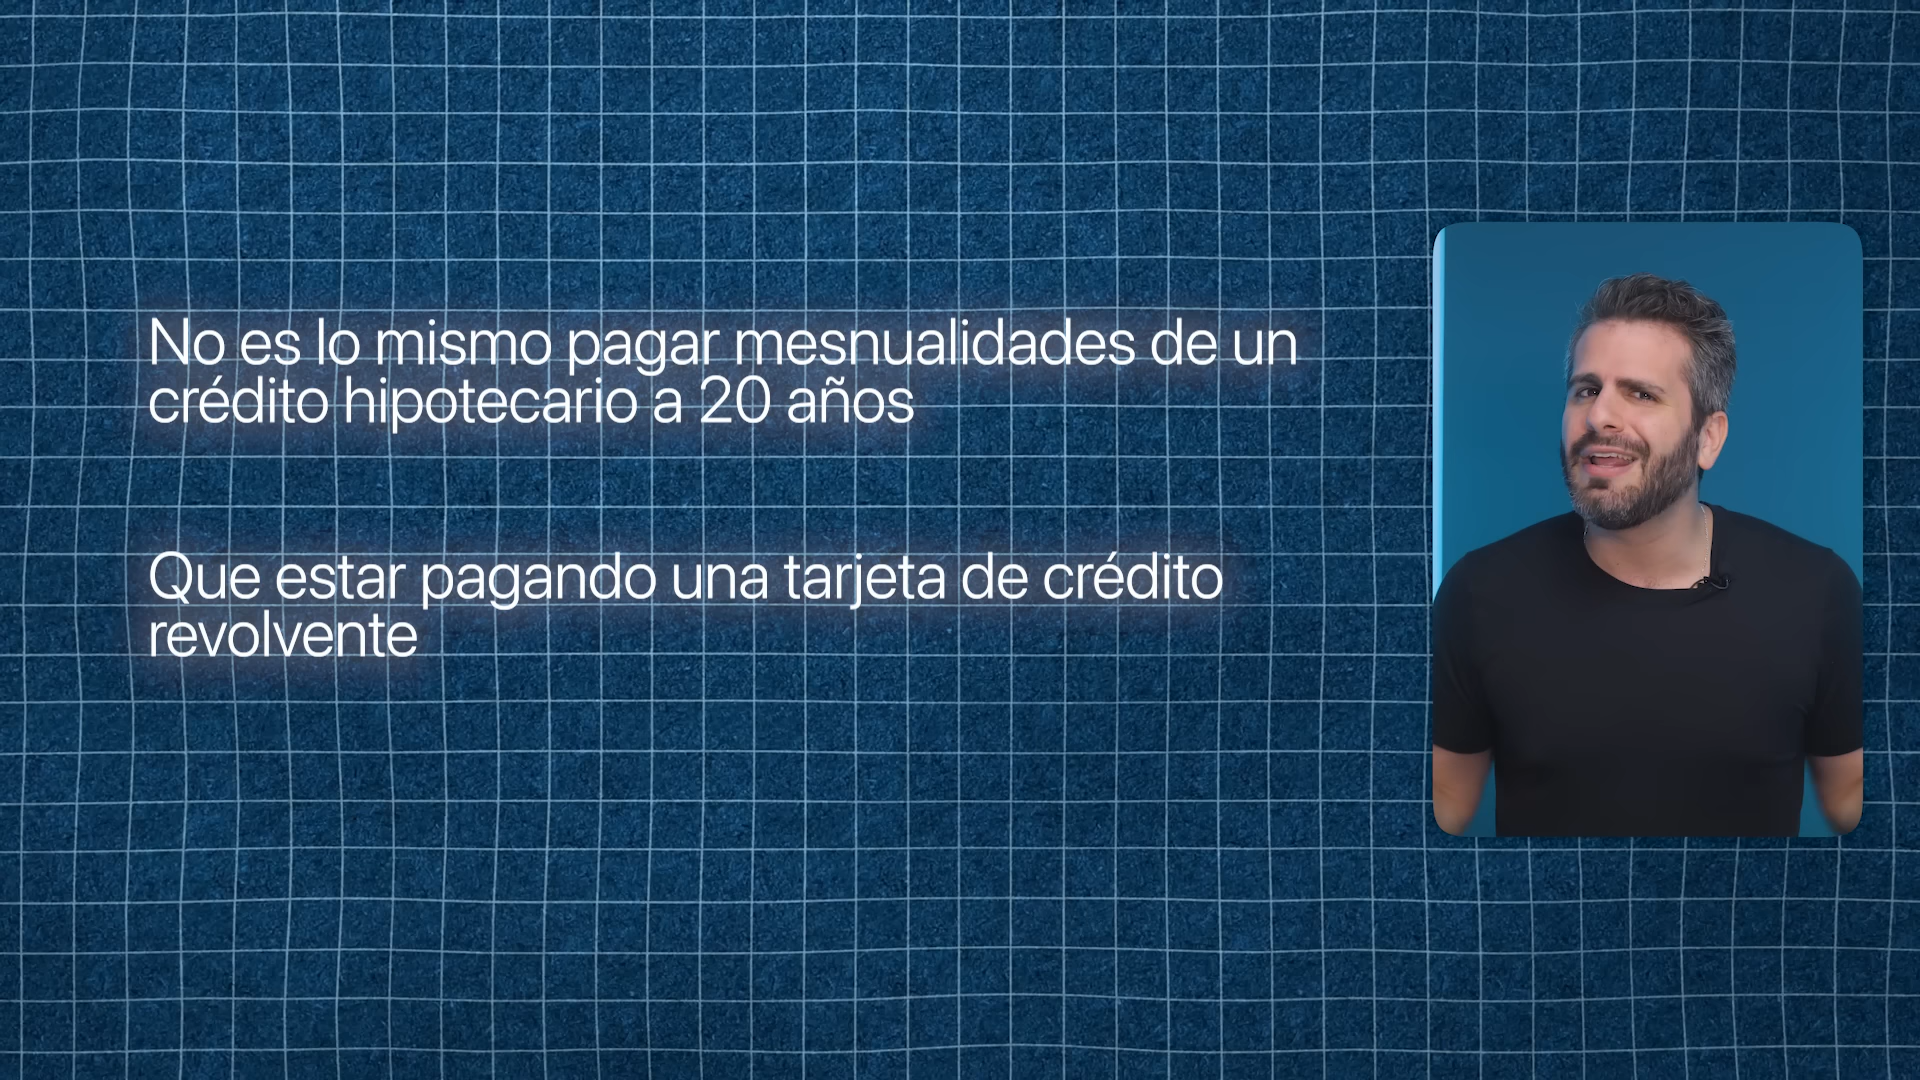 No es lo mismo pagar mesnualidades de un
crédito hipotecario a 20 años
Que estar pagando una tarjeta de crédito
revolvente